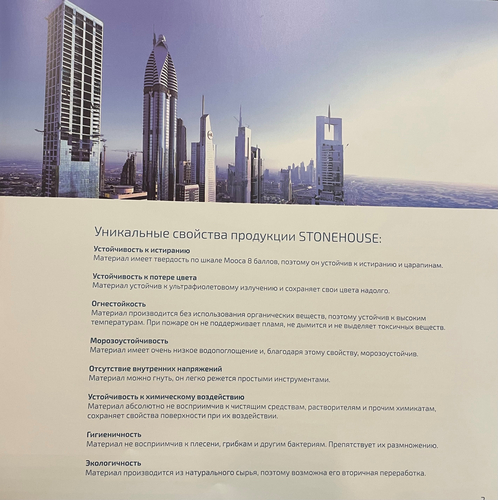 Уникальные свойства продукции STONEHOUSE:
Устойчивость к истиранию
Материал имеет твердость по шкале Мооса 8 баллов, поэтому он устойчив к истиранию и царапинам.
Устойчивость к потере цвета
Материал устойчив к ультрафиолетовому излучению и сохраняет свои цвета надолго.
Огнестойкость
Материал производится без использования органических веществ, поэтому устойчив к высоким
температурам. При пожаре он не поддерживает пламя, не дымится и не выделяет токсичных веществ.
Морозоустойчивость
Материал имеет очень низкое водопоглощение и, благодаря этому свойству, морозоустойчив.
Отсутствие внутренних напряжений
Материал можно гнуть, он легко режется простыми инструментами.
Устойчивость к химическому воздействию
Материал абсолютно не восприимчив к чистящим средствам, растворителям и прочим химикатам,
сохраняет свойства поверхности при их воздействии.
Гигиеничность
Материал не восприимчив к плесени, грибкам и другим бактериям. Препятствует их размножению.
Экологичность
Материал производится из натурального сырья, поэтому возможна его вторичная переработка.